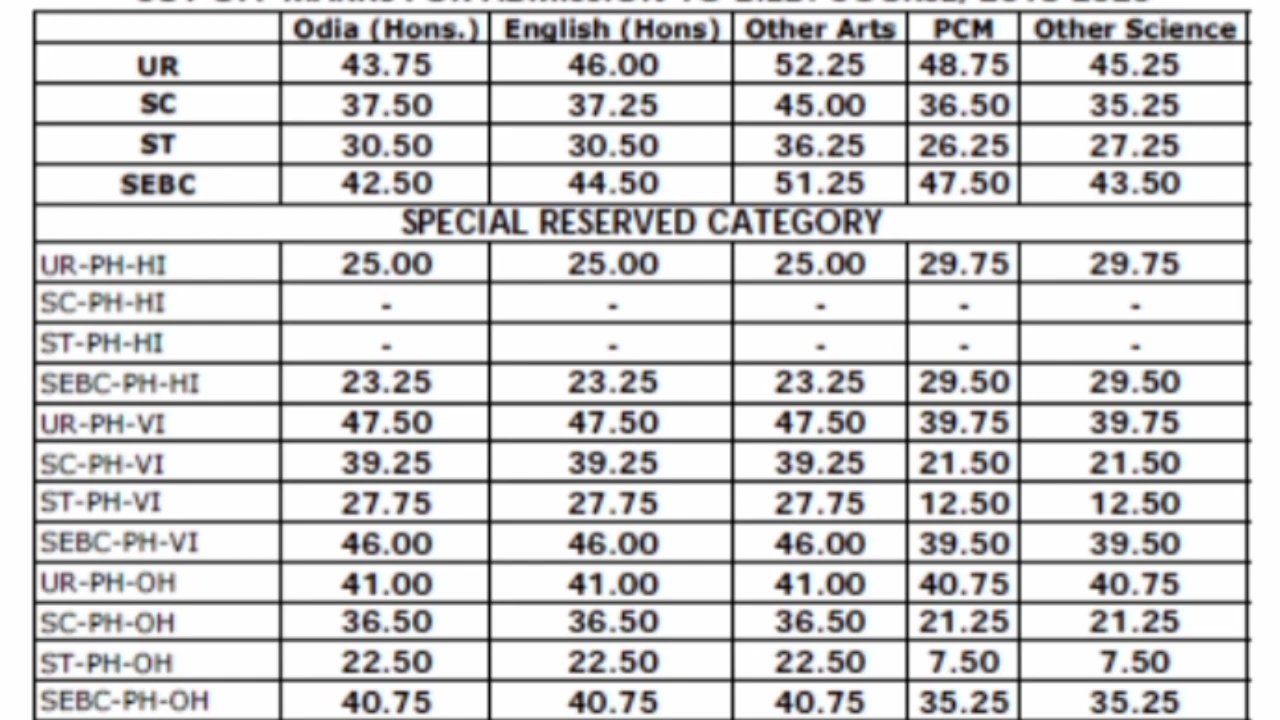 Odia (Hons.) English (Hons) Other Arts PCM Other Science
UR 43.75 46.00 52.25 48.75 45.25
SC 37.50 37.25 45.00 36.50 35.25
ST 30.50 30.50 36.25 26.25 27.25
SEBC 42.50 44.50 51.25 47.50 43.50
SPECIAL RESERVED CATEGORY
UR-PH-HI 25.00 25.00 25.00 29.75 29.75
SC-PH-HI - - - - -
ST-PH-HI - - - - -
SEBC-PH-HI 23.25 23.25 23.25 29.50 29.50
UR-PH-VI 47.50 47.50 47.50 39.75 39.75
SC-PH-VI 39.25 39.25 39.25 21.50 21.50
ST-PH-VI 27.75 27.75 27.75 12.50 12.50
SEBC-PH-VI 46.00 46.00 46.00 39.50 39.50
UR-PH-OH 41.00 41.00 41.00 40.75 40.75
SC-PH-OH 36.50 36.50 36.50 21.25 21.25
ST-PH-OH 22.50 22.50 22.50 7.50 7.50
SEBC-PH-OH 40.75 40.75 40.75 35.25 35.25